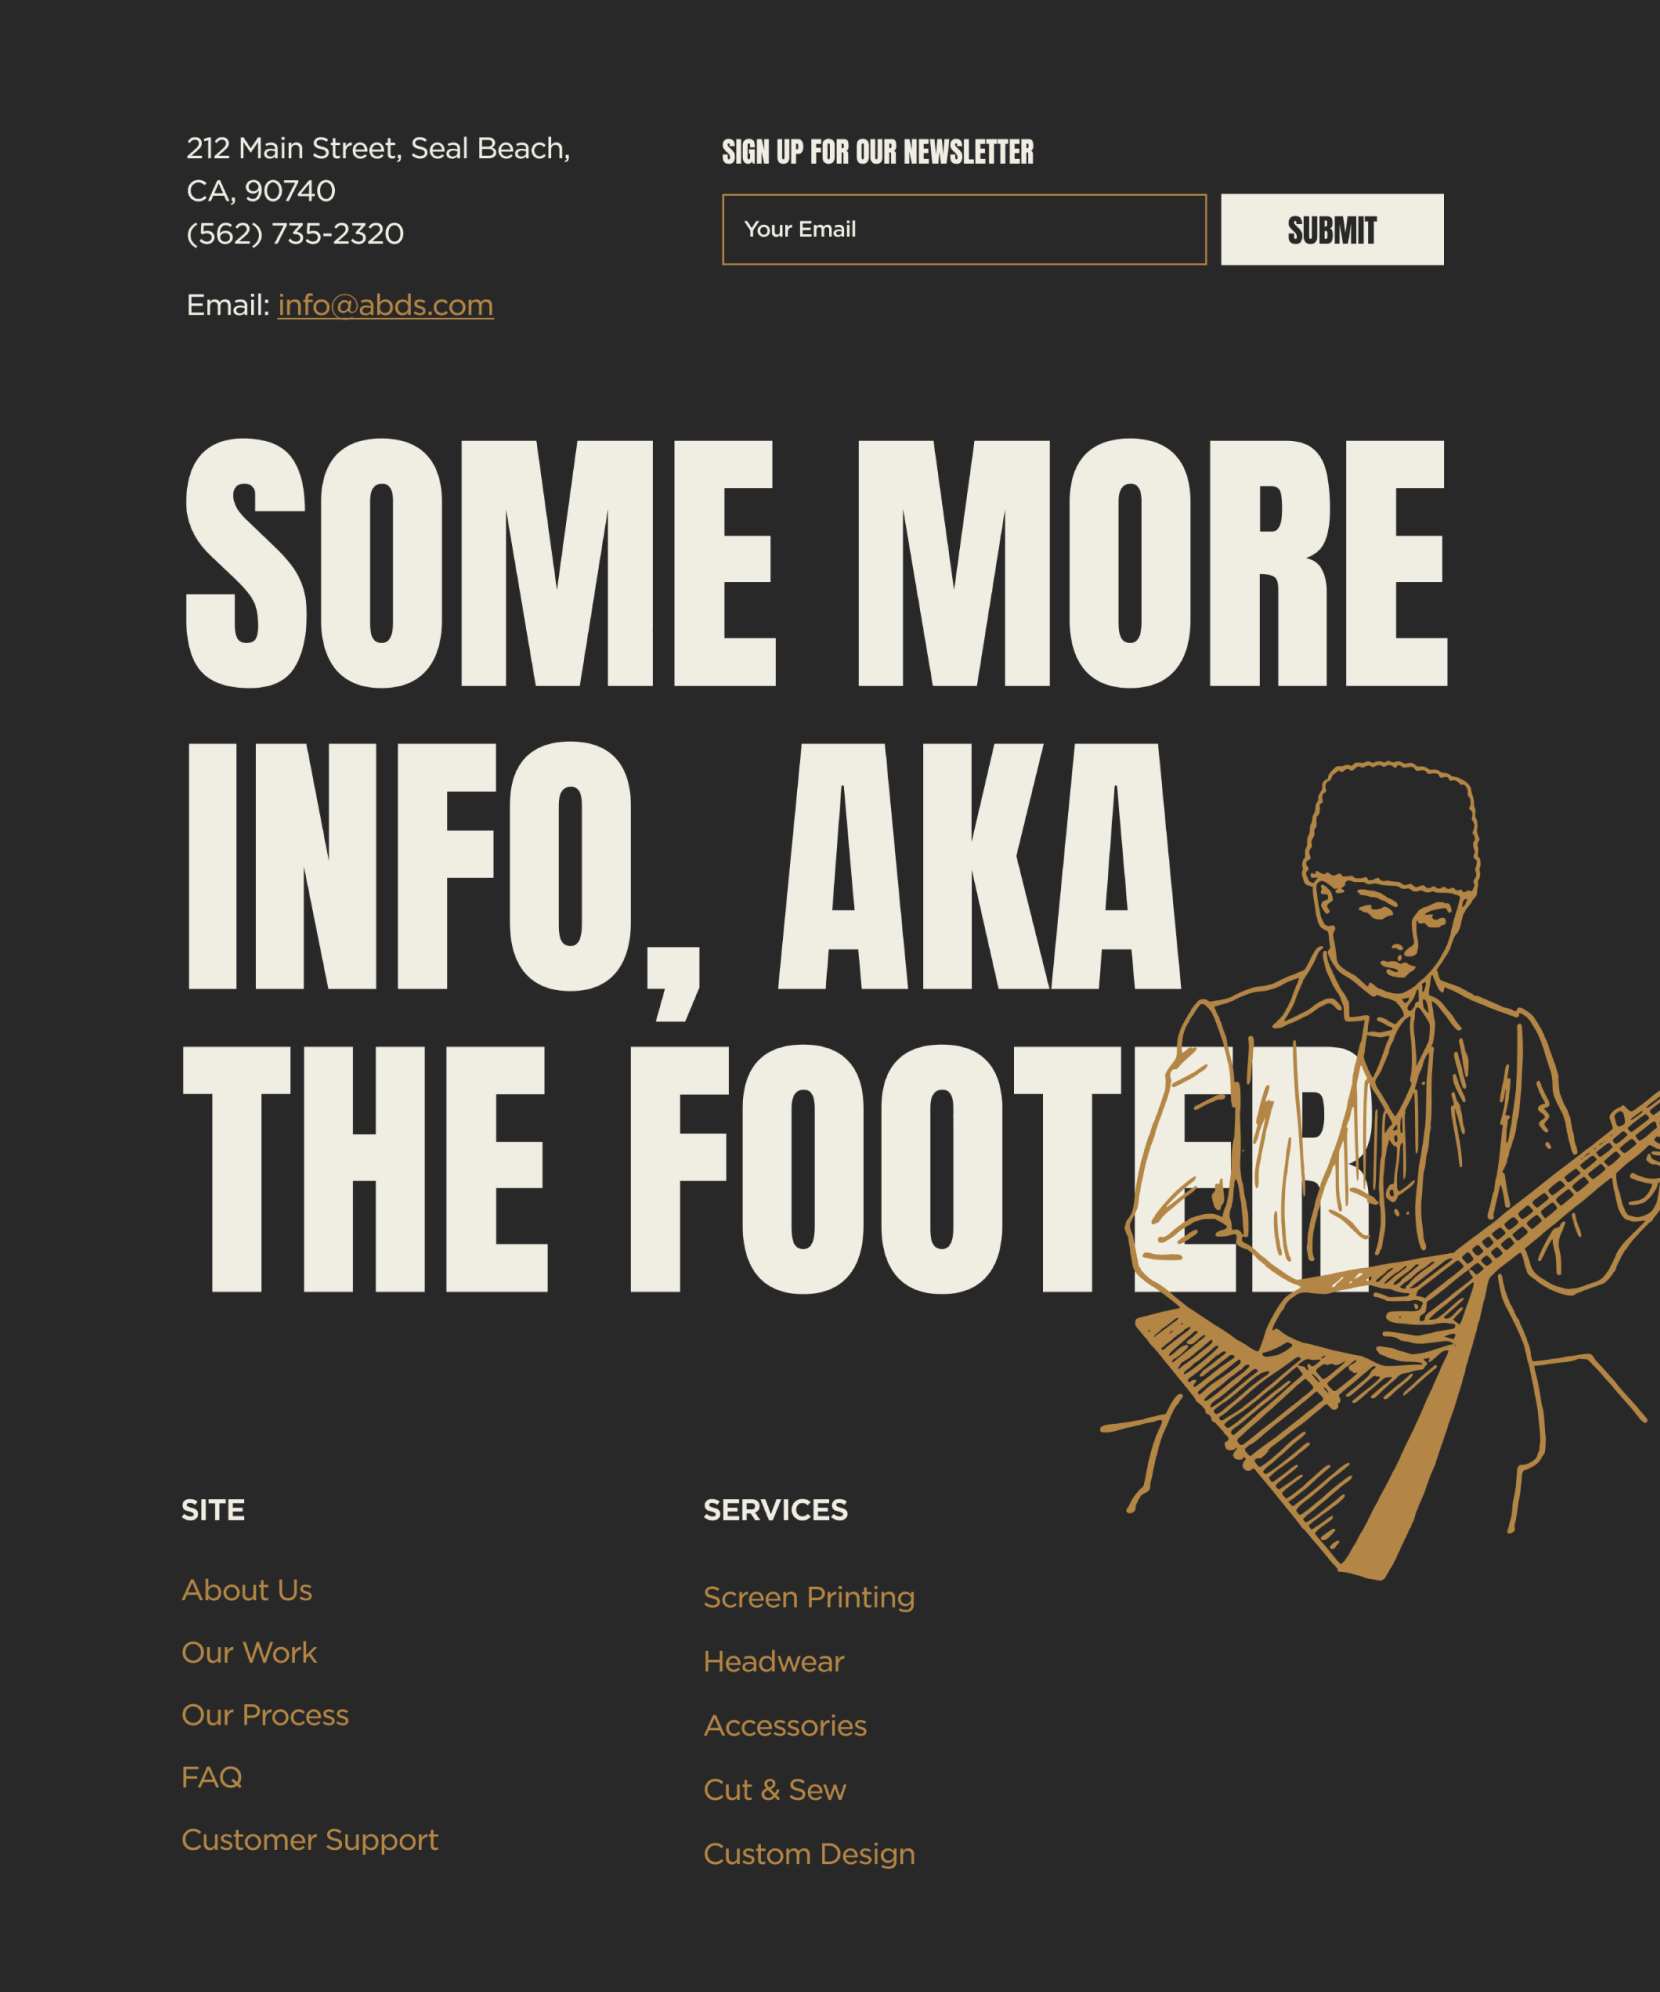 212 Main Street, Seal Beach,
CA, 90740
(562) 735-2320
Email: info@abds.com
SIGN UP FOR OUR NEWSLETTER
Your Email
SUBMIT
SOME MORE
INFO, AKA
THE FOOTER
SITE
About Us
Our Work
Our Process
FAQ
Customer Support
SERVICES
Screen Printing
Headwear
Accessories
Cut & Sew
Custom Design